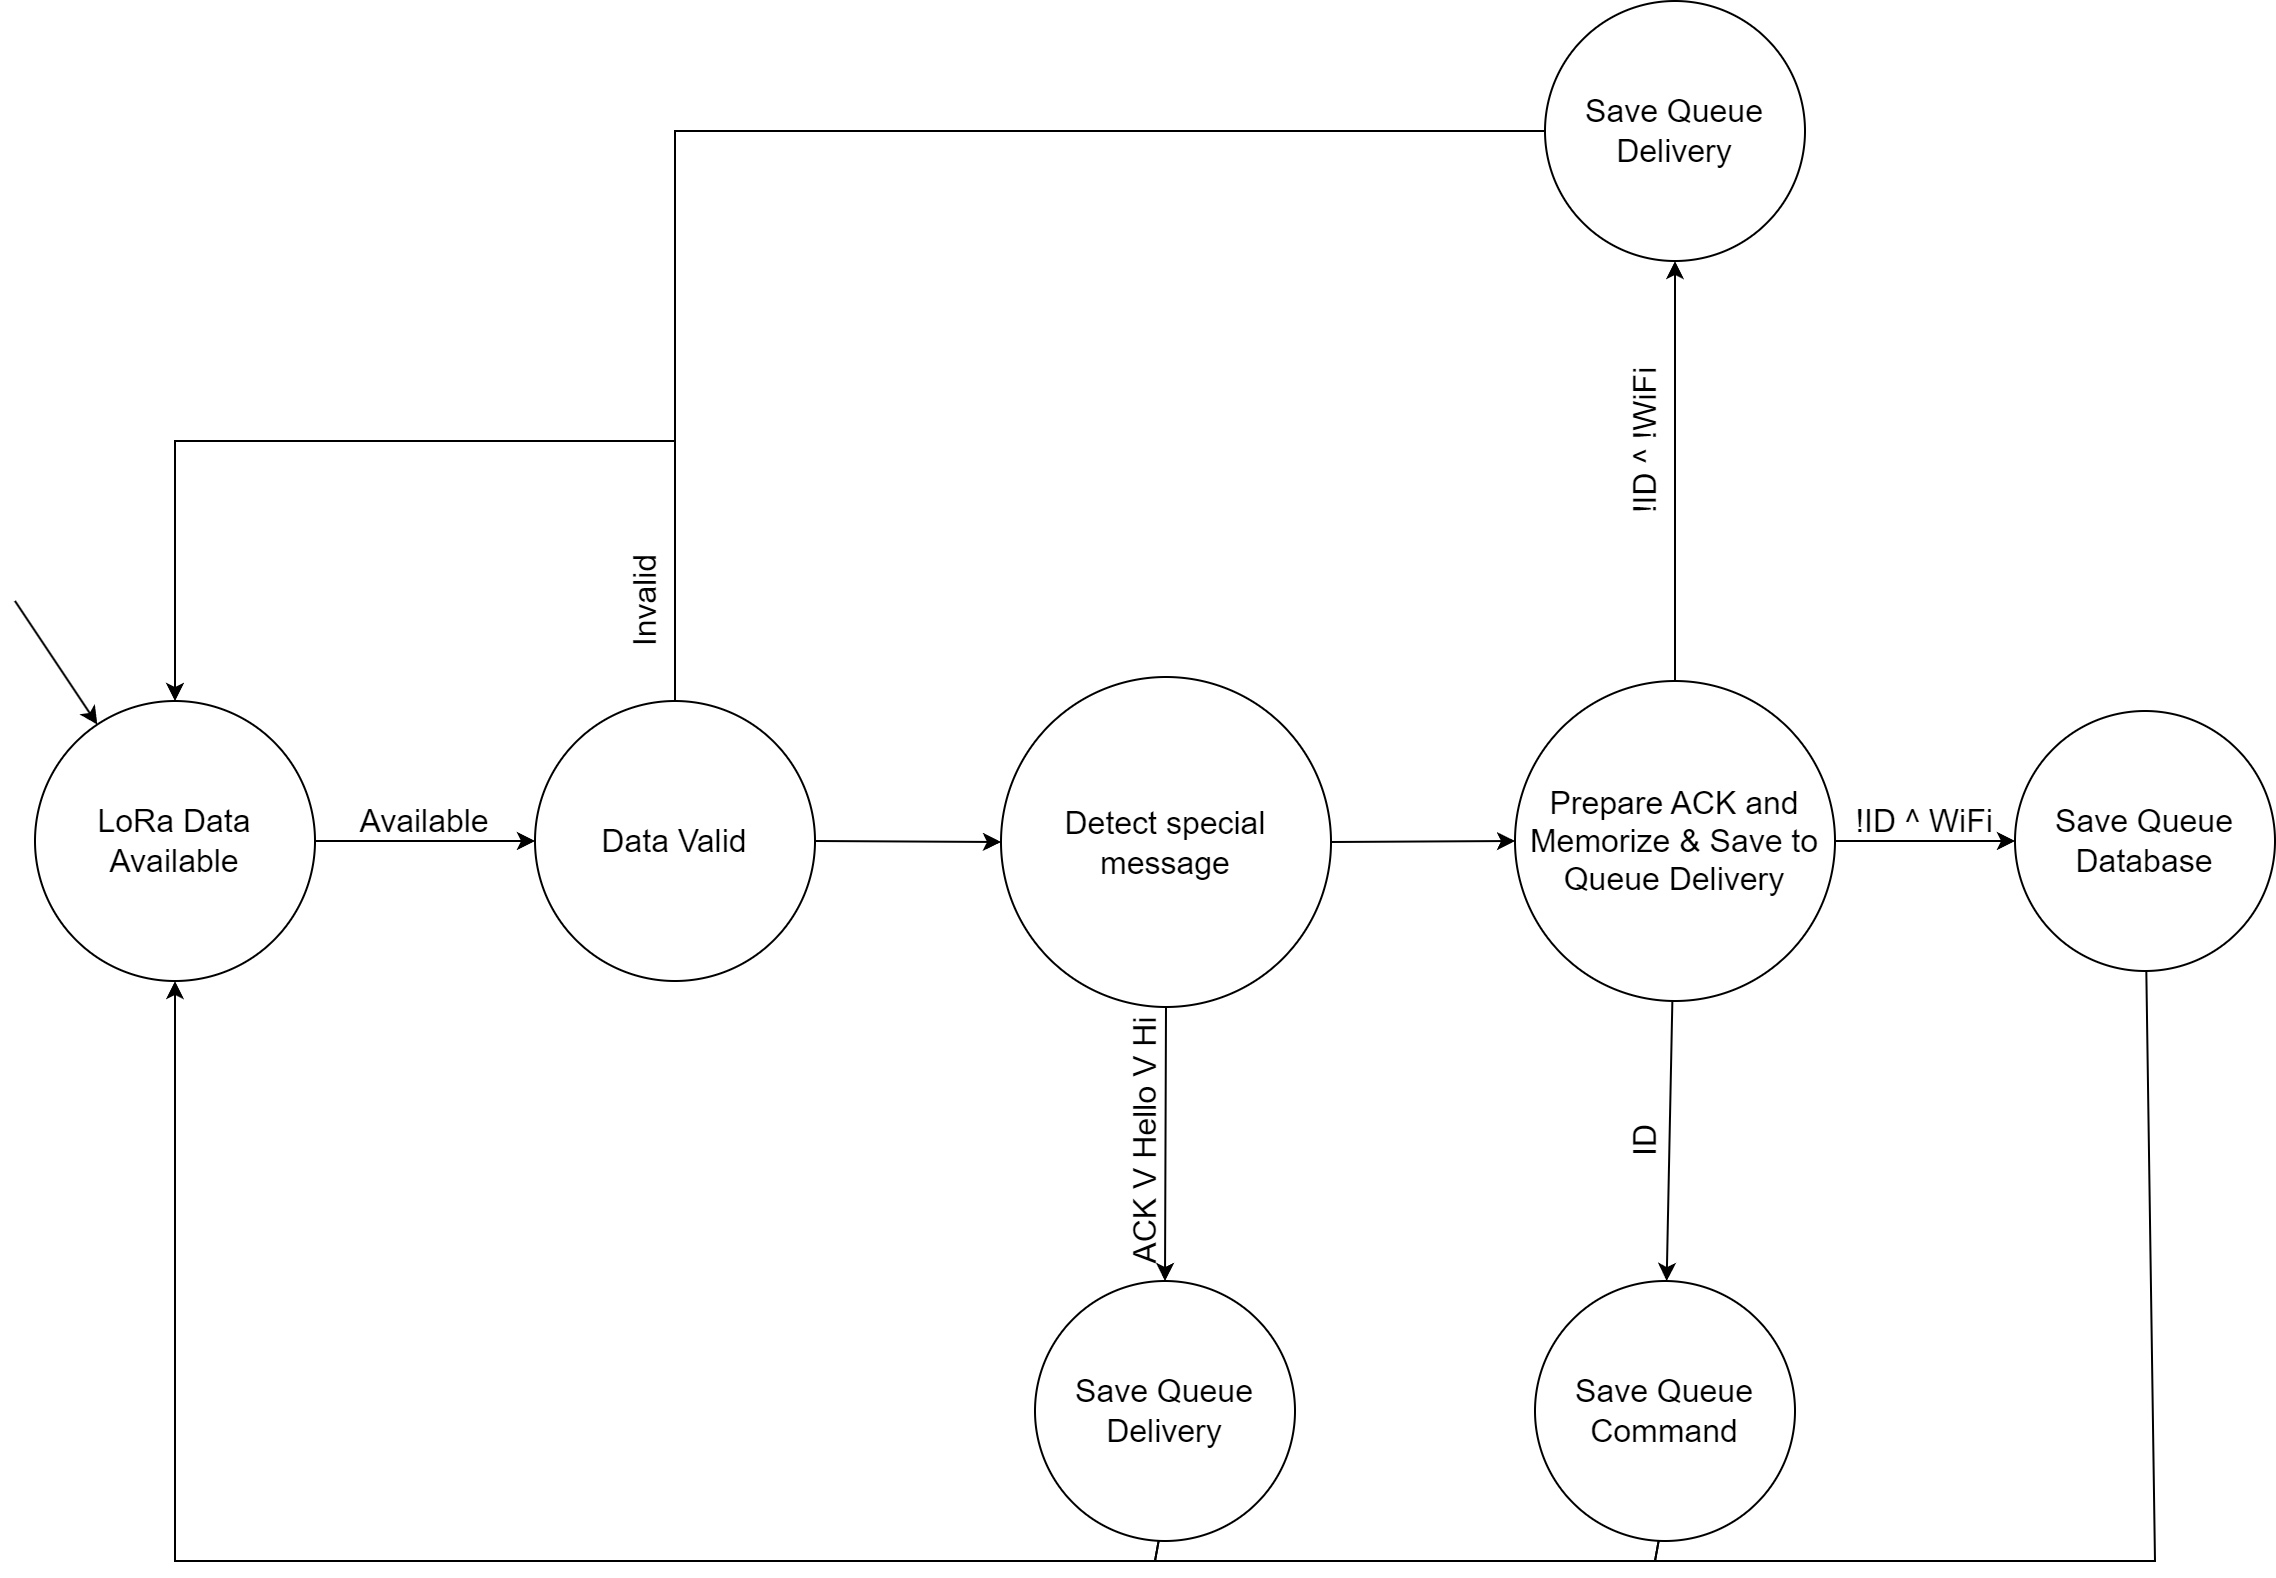 Save Queue
Delivery
!ID ^ !WiFi
Invalid
LoRa Data
Available
Available
Data Valid
Detect special
message
Prepare ACK and
Memorize & Save to
Queue Delivery
!ID ^ WiFi
Save Queue
Database
ACK V Hello V Hi
ID
Save Queue
Delivery
Save Queue
Command